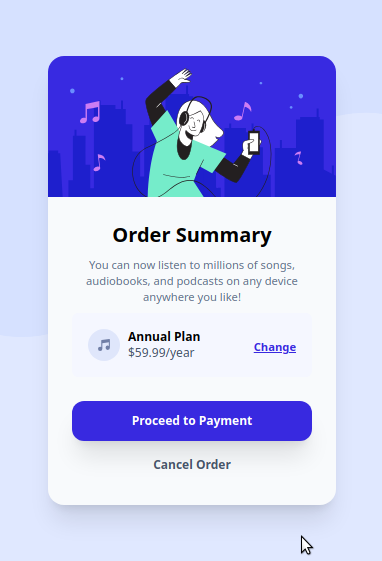 Order Summary
You can now listen to millions of songs,
audiobooks, and podcasts on any device
anywhere you like!
Annual Plan
$59.99/year
Change
Proceed to Payment
Cancel Order